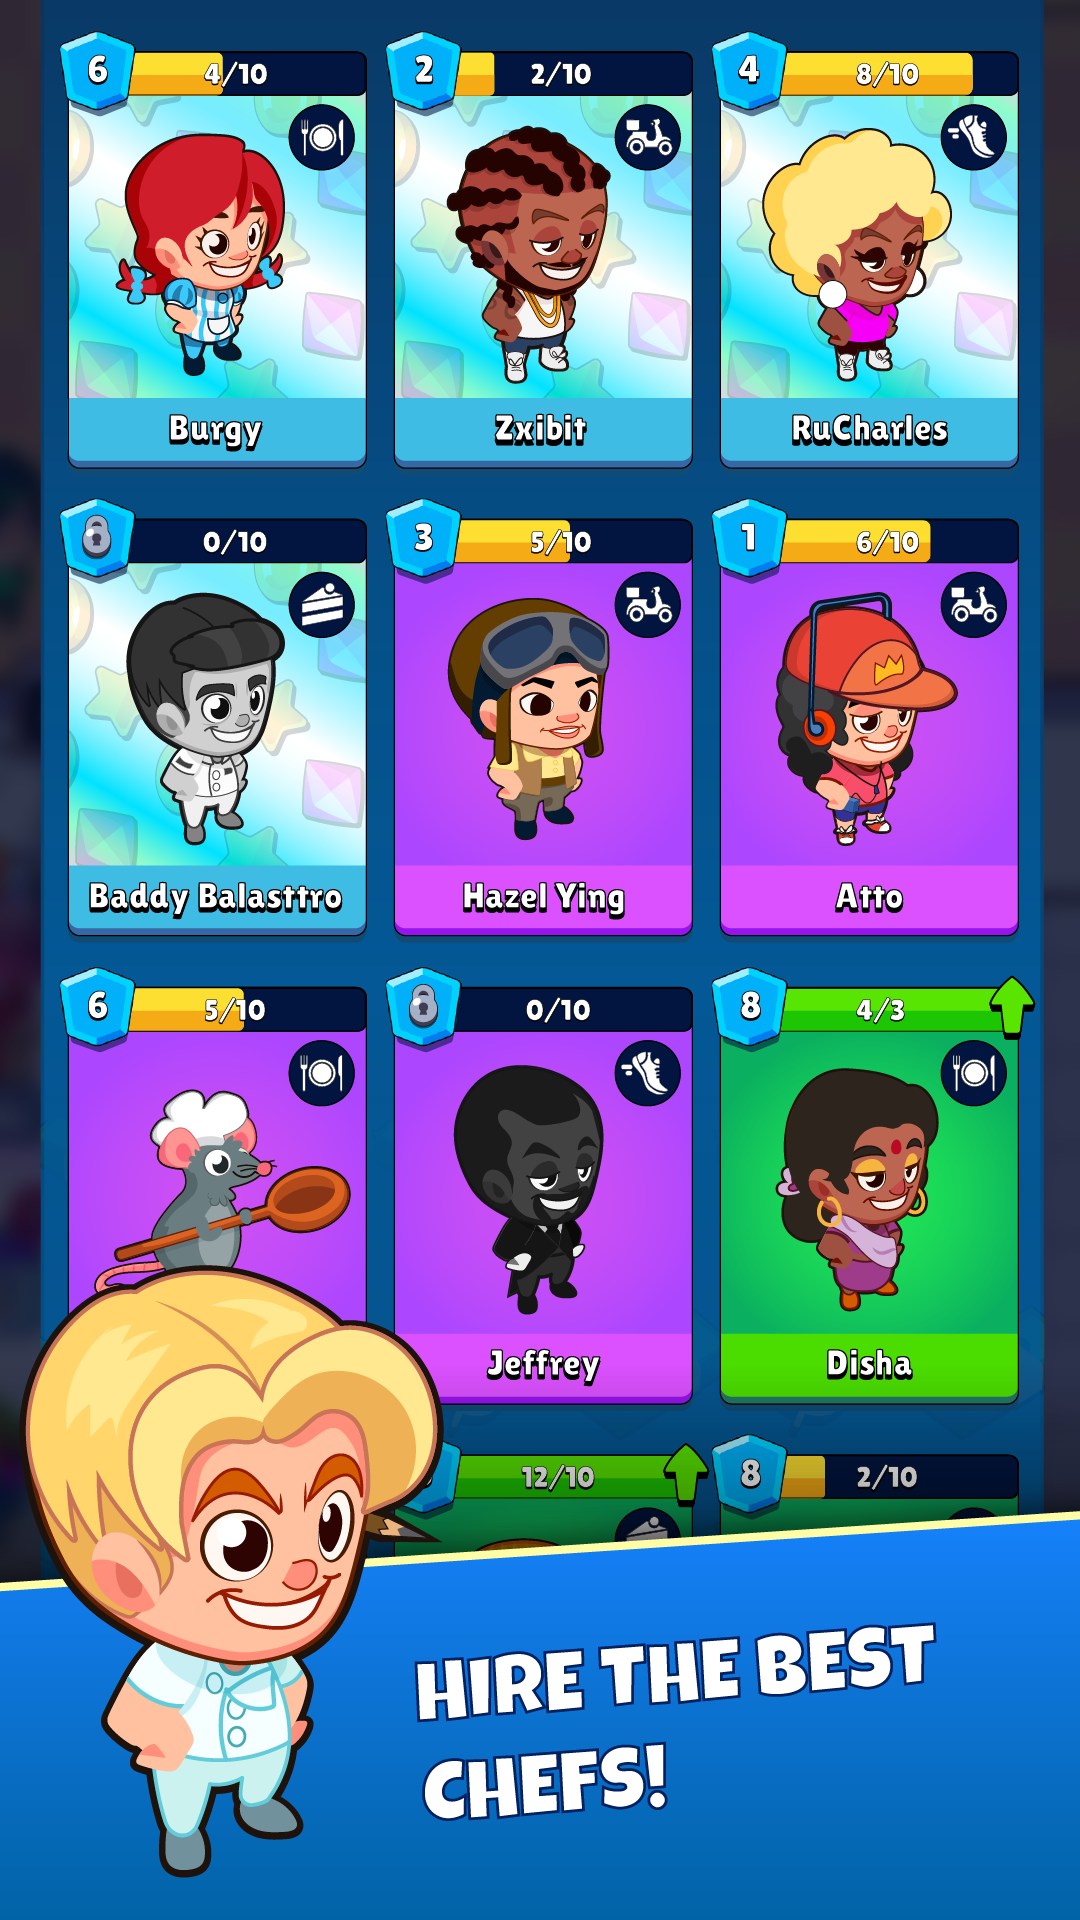 6 4/10 2 2/10 4 8/10
Burgy Zxibit RuCharles
0/10 3 5/10 1 6/10
Baddy Balasttro Hazel Ying Atto
6 5/10 0/10 8 4/3
Jeffrey Disha
12/10 8 2/10
HIRE THE BEST
CHEFS!